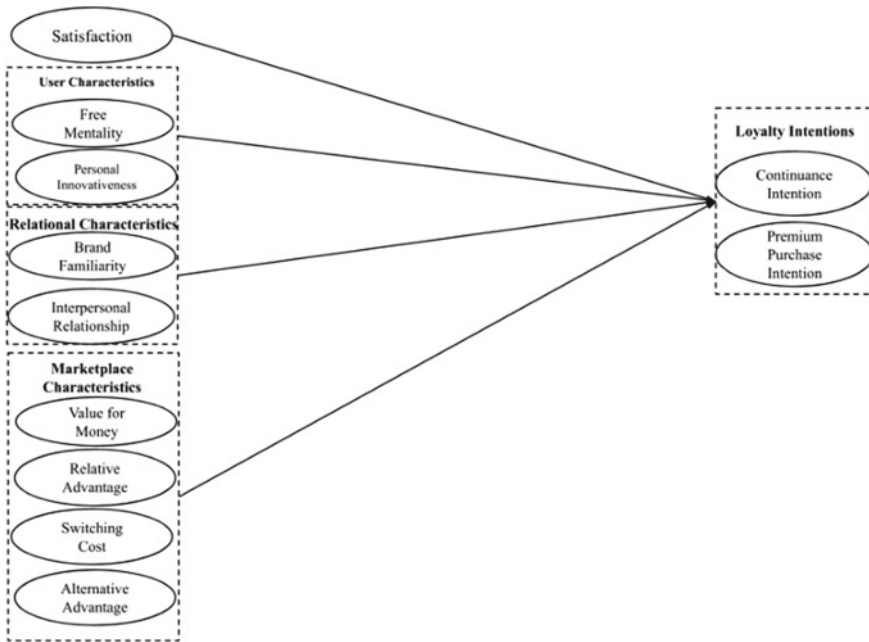 Satisfaction
User Characteristics
Free
Mentality
Personal
Innovativeness
Relational Characteristics
Brand
Familiarity
Interpersonal
Relationship
Marketplace
Characteristics
Value for
Money
Relative
Advantage
Switching
Cost
Alternative
Advantage
Loyalty Intentions
Continuance
Intention
Premium
Purchase
Intention